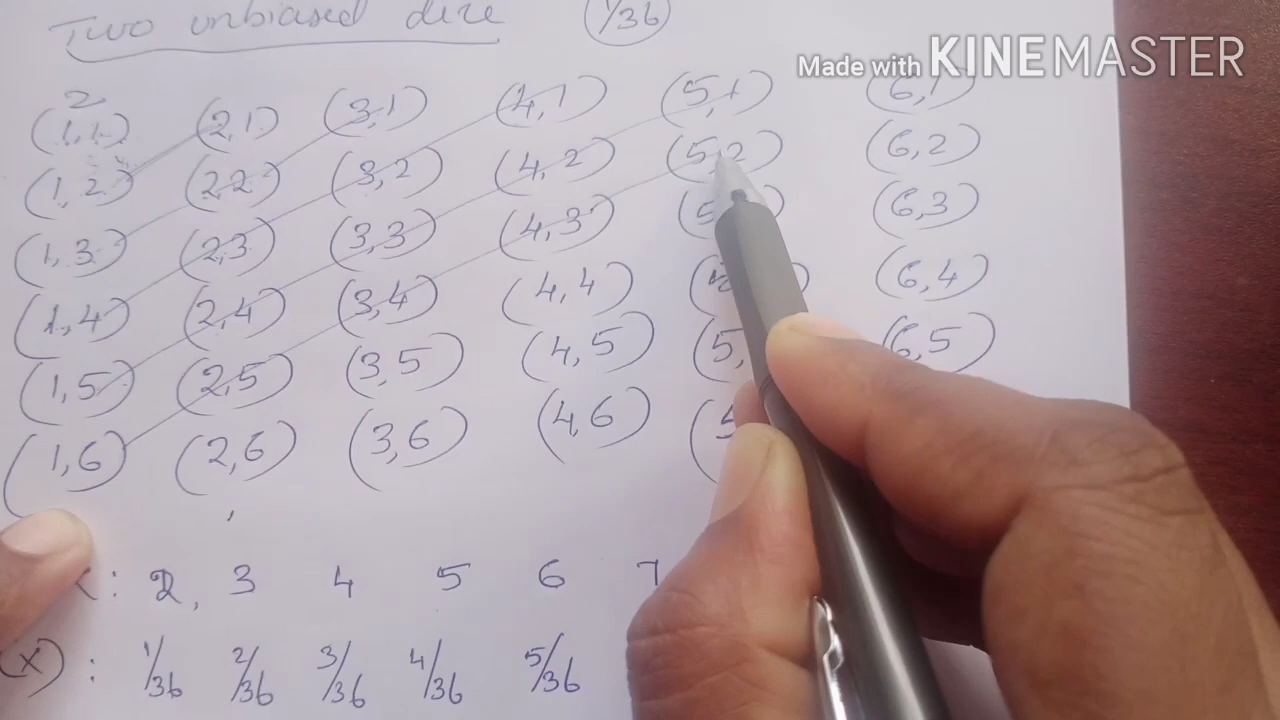 Two unbiased dice 1/36
Made with KINEMASTER
2
(1,1) (2,1) (3,1) (4,1) (5,1) (6,1)
(1,2) (2,2) (3,2) (4,2) (5,2) (6,2)
(1,3) (2,3) (3,3) (4,3) (5 (6,3)
(1,4) (2,4) (3,4) (4,4) (6,4)
(1,5) (2,5) (3,5) (4,5) (5, (6,5)
(1,6) (2,6) (3,6) (4,6) (5
: 2, 3 4 5 6 7
(X) : 1/36 2/36 3/36 4/36 5/36